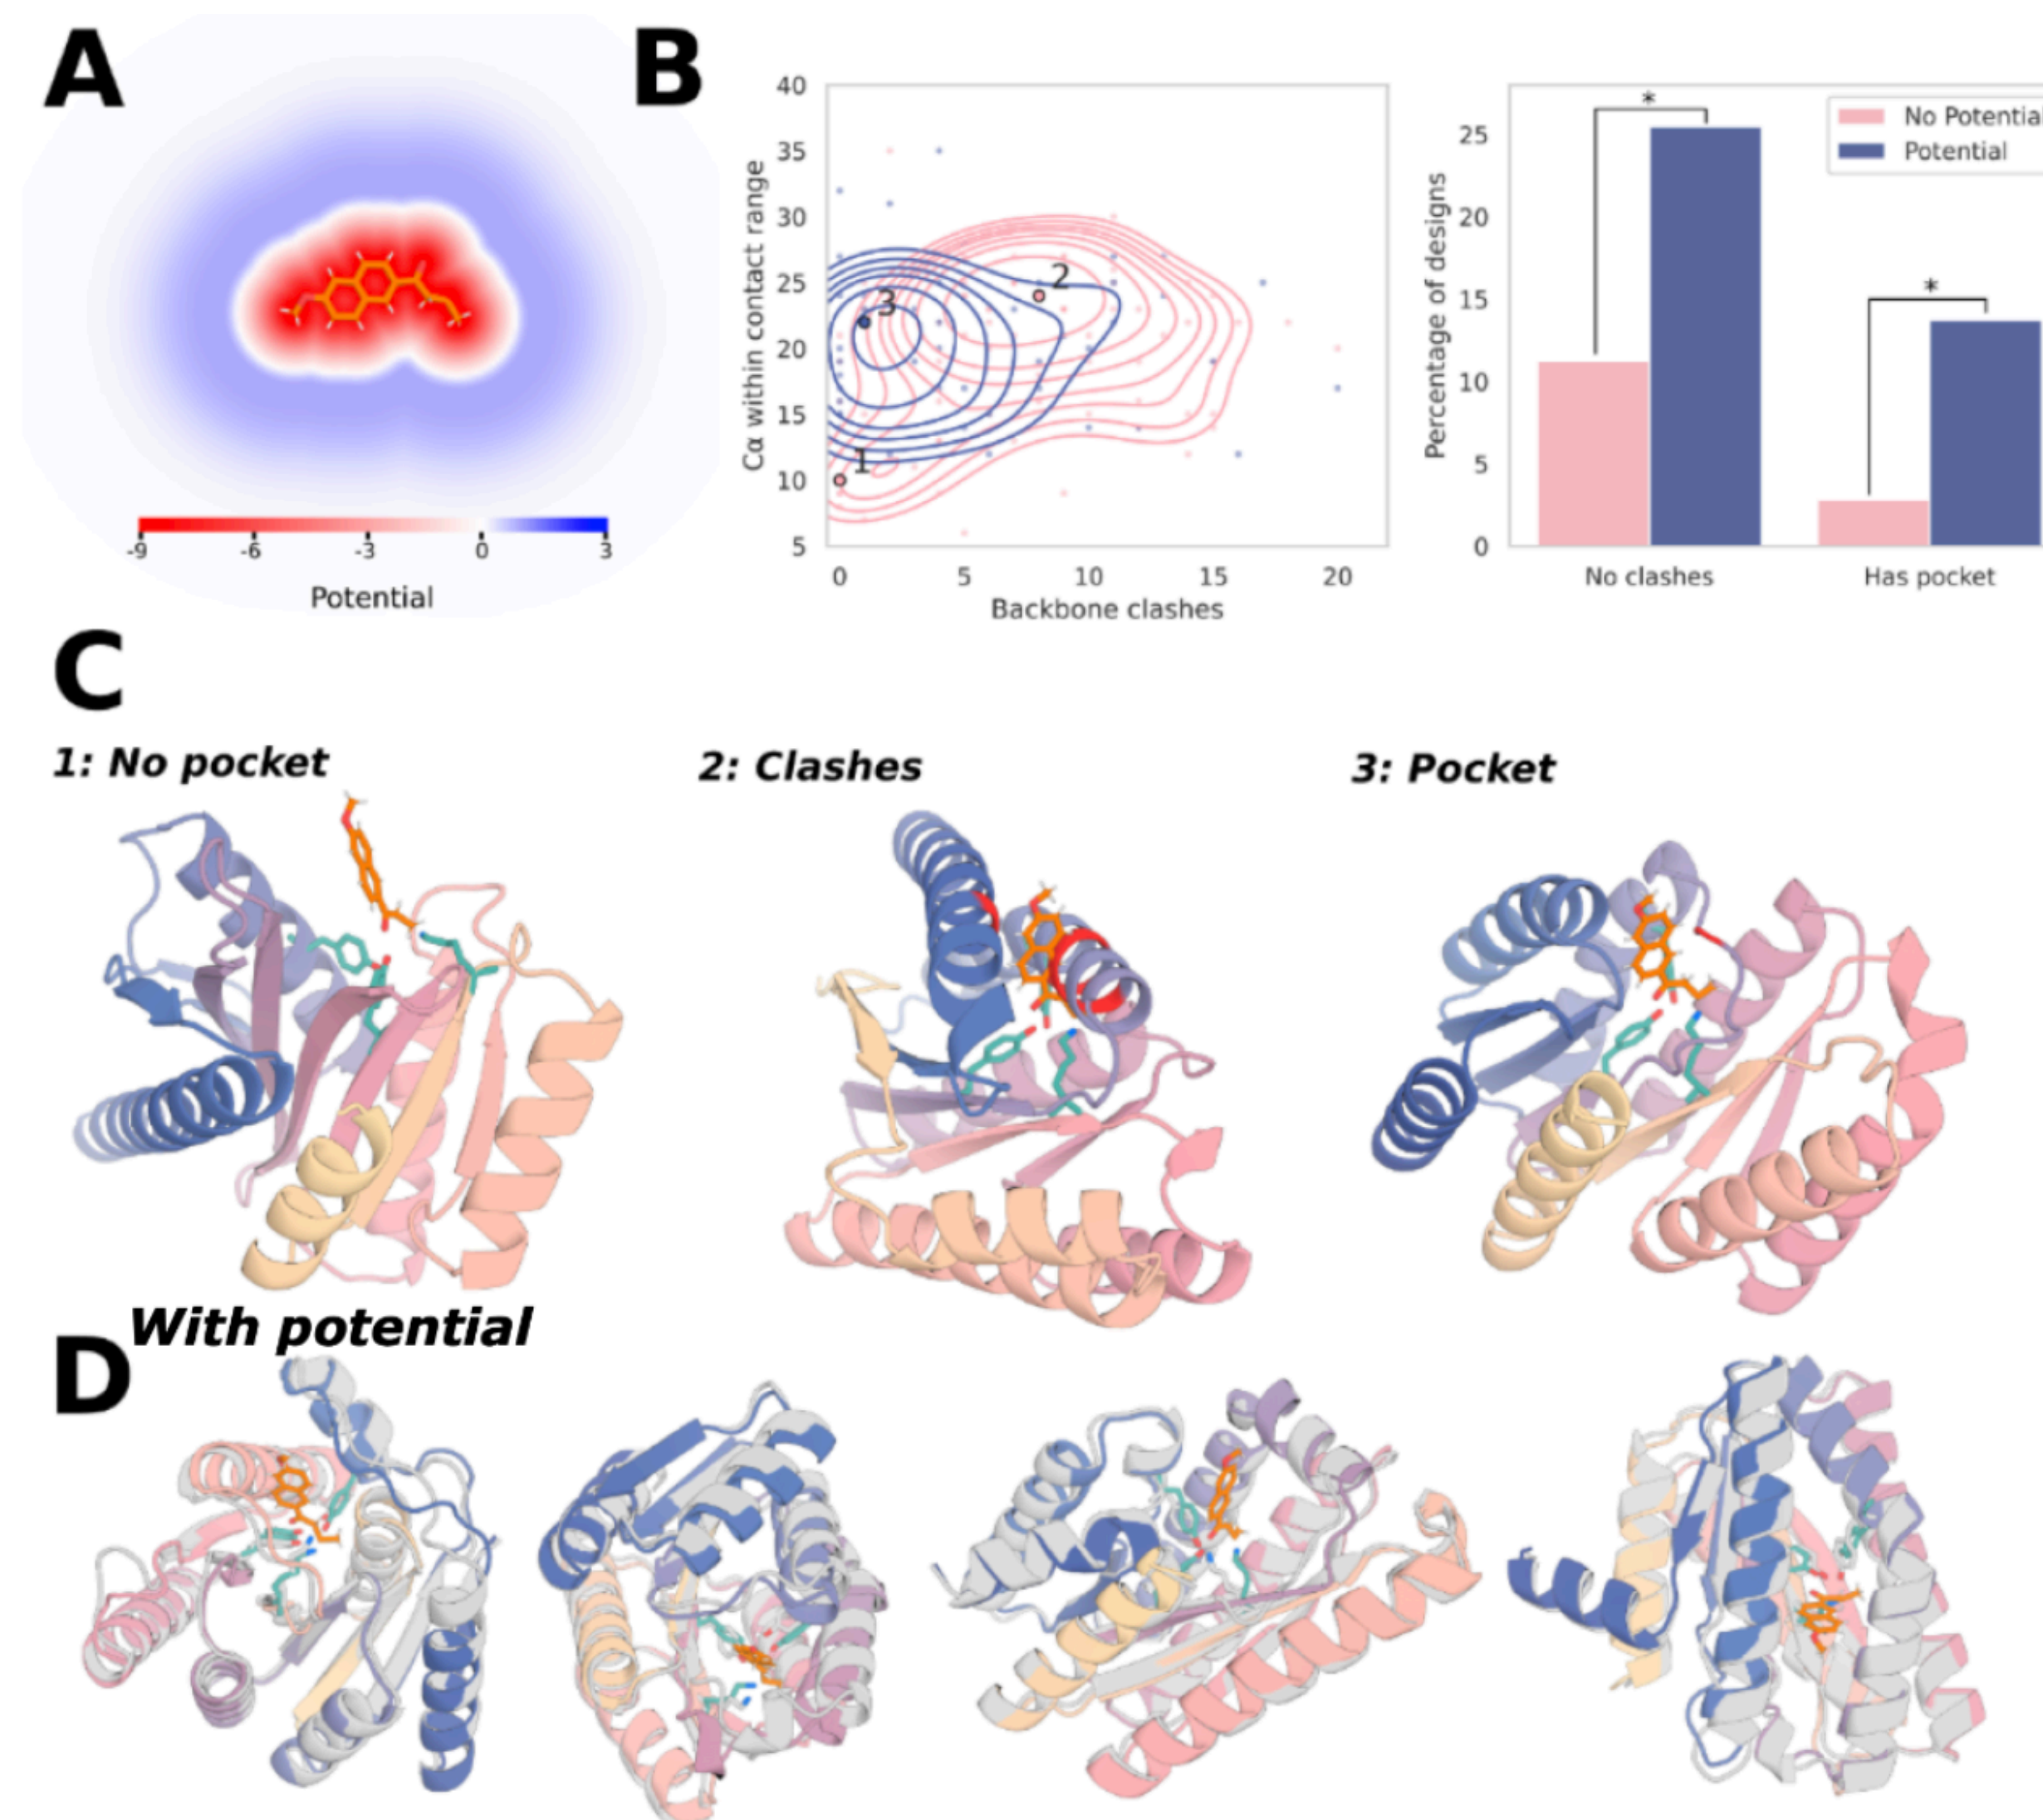 A
-9 -6 -3 0 3
Potential
B
40
35
30
25
20
15
10
5
Cα within contact range
0 5 10 15 20
Backbone clashes
1
2
3
25
20
15
10
5
0
Percentage of designs
*
*
No Potential
Potential
No clashes Has pocket
C
1: No pocket 2: Clashes 3: Pocket
With potential
D